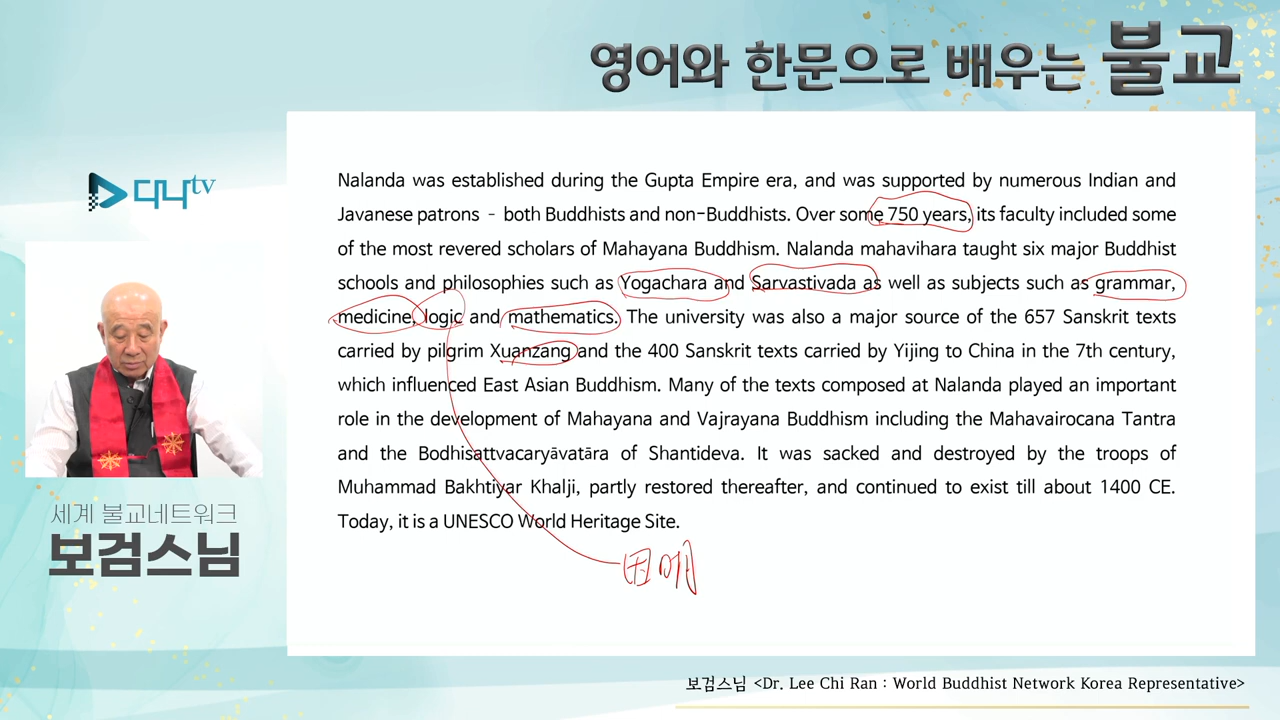 영어와 한문으로 배우는 불교
디나tv
Nalanda was established during the Gupta Empire era, and was supported by numerous Indian and
Javanese patrons - both Buddhists and non-Buddhists. Over some 750 years, its faculty included some
of the most revered scholars of Mahayana Buddhism. Nalanda mahavihara taught six major Buddhist
schools and philosophies such as Yogachara and Sarvastivada as well as subjects such as grammar,
medicine, logic and mathematics. The university was also a major source of the 657 Sanskrit texts
carried by pilgrim Xuanzang and the 400 Sanskrit texts carried by Yijing to China in the 7th century,
which influenced East Asian Buddhism. Many of the texts composed at Nalanda played an important
role in the development of Mahayana and Vajrayana Buddhism including the Mahavairocana Tantra
and the Bodhisattvacaryāvatāra of Shantideva. It was sacked and destroyed by the troops of
Muhammad Bakhtiyar Khalji, partly restored thereafter, and continued to exist till about 1400 CE.
Today, it is a UNESCO World Heritage Site.
因明
세계 불교네트워크
보검스님
보검스님 <Dr. Lee Chi Ran : World Buddhist Network Korea Representative>